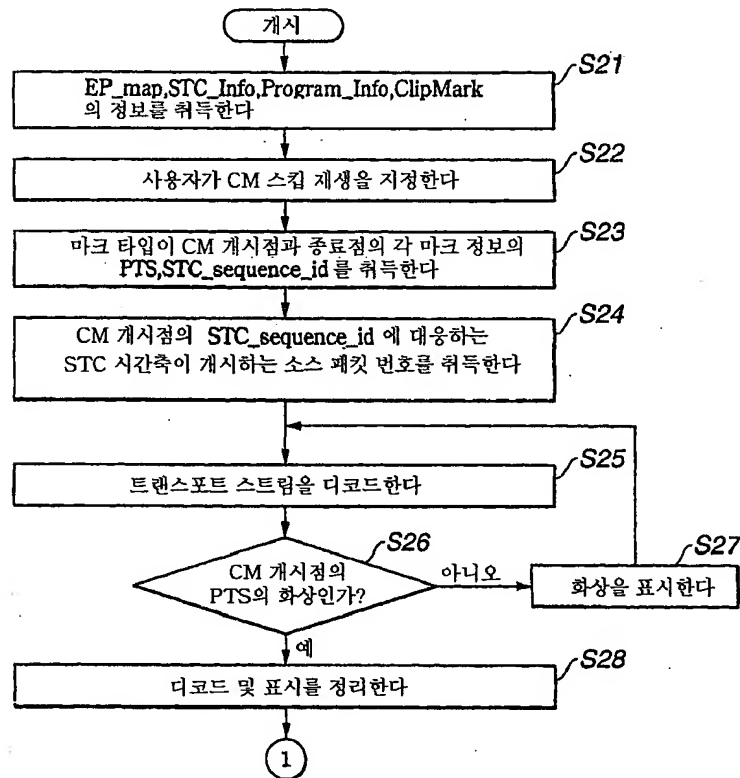 개시
S21
EP_map,STC_Info,Program_Info,ClipMark
의 정보를 취득한다
S22
사용자가 CM 스킵 재생을 지정한다
S23
마크 타입이 CM 개시점과 종료점의 각 마크 정보의
PTS,STC_sequence_id 를 취득한다
S24
CM 개시점의 STC_sequence_id 에 대응하는
STC 시간축이 개시하는 소스 패킷 번호를 취득한다
S25
트랜스포트 스트림을 디코드한다
S26
CM 개시점의
PTS의 화상인가?
아니오
S27
화상을 표시한다
예
S28
디코드 및 표시를 정리한다
1